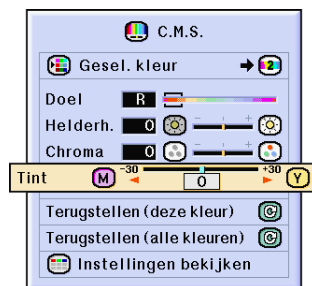 C.M.S.
Gesel. kleur 2
Doel R
Helderh. 0 - +
Chroma 0 - +
Tint M -30 0 +30 Y
Terugstellen (deze kleur)
Terugstellen (alle kleuren)
Instellingen bekijken